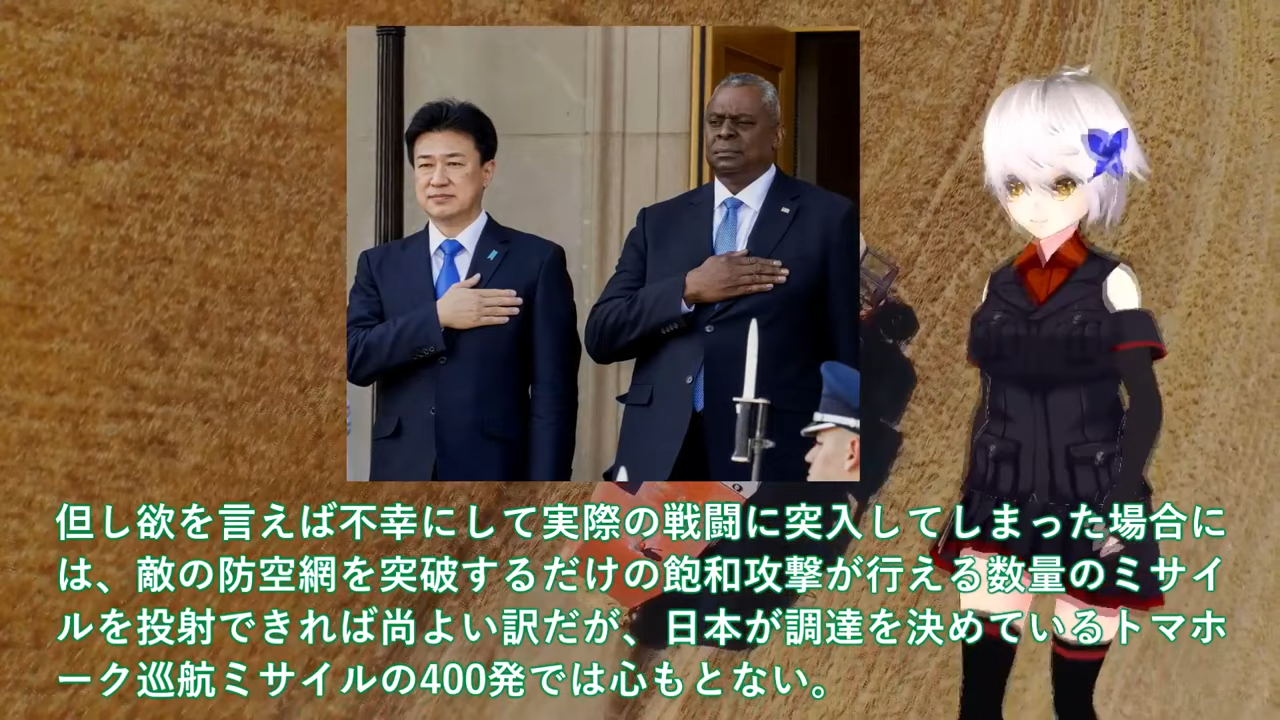 但し欲を言えば不幸にして実際の戦闘に突入してしまった場合に
は、敵の防空網を突破するだけの飽和攻撃が行える数量のミサイ
ルを投射できれば尚よい訳だが、日本が調達を決めているトマホ
ーク巡航ミサイルの400発では心もとない。